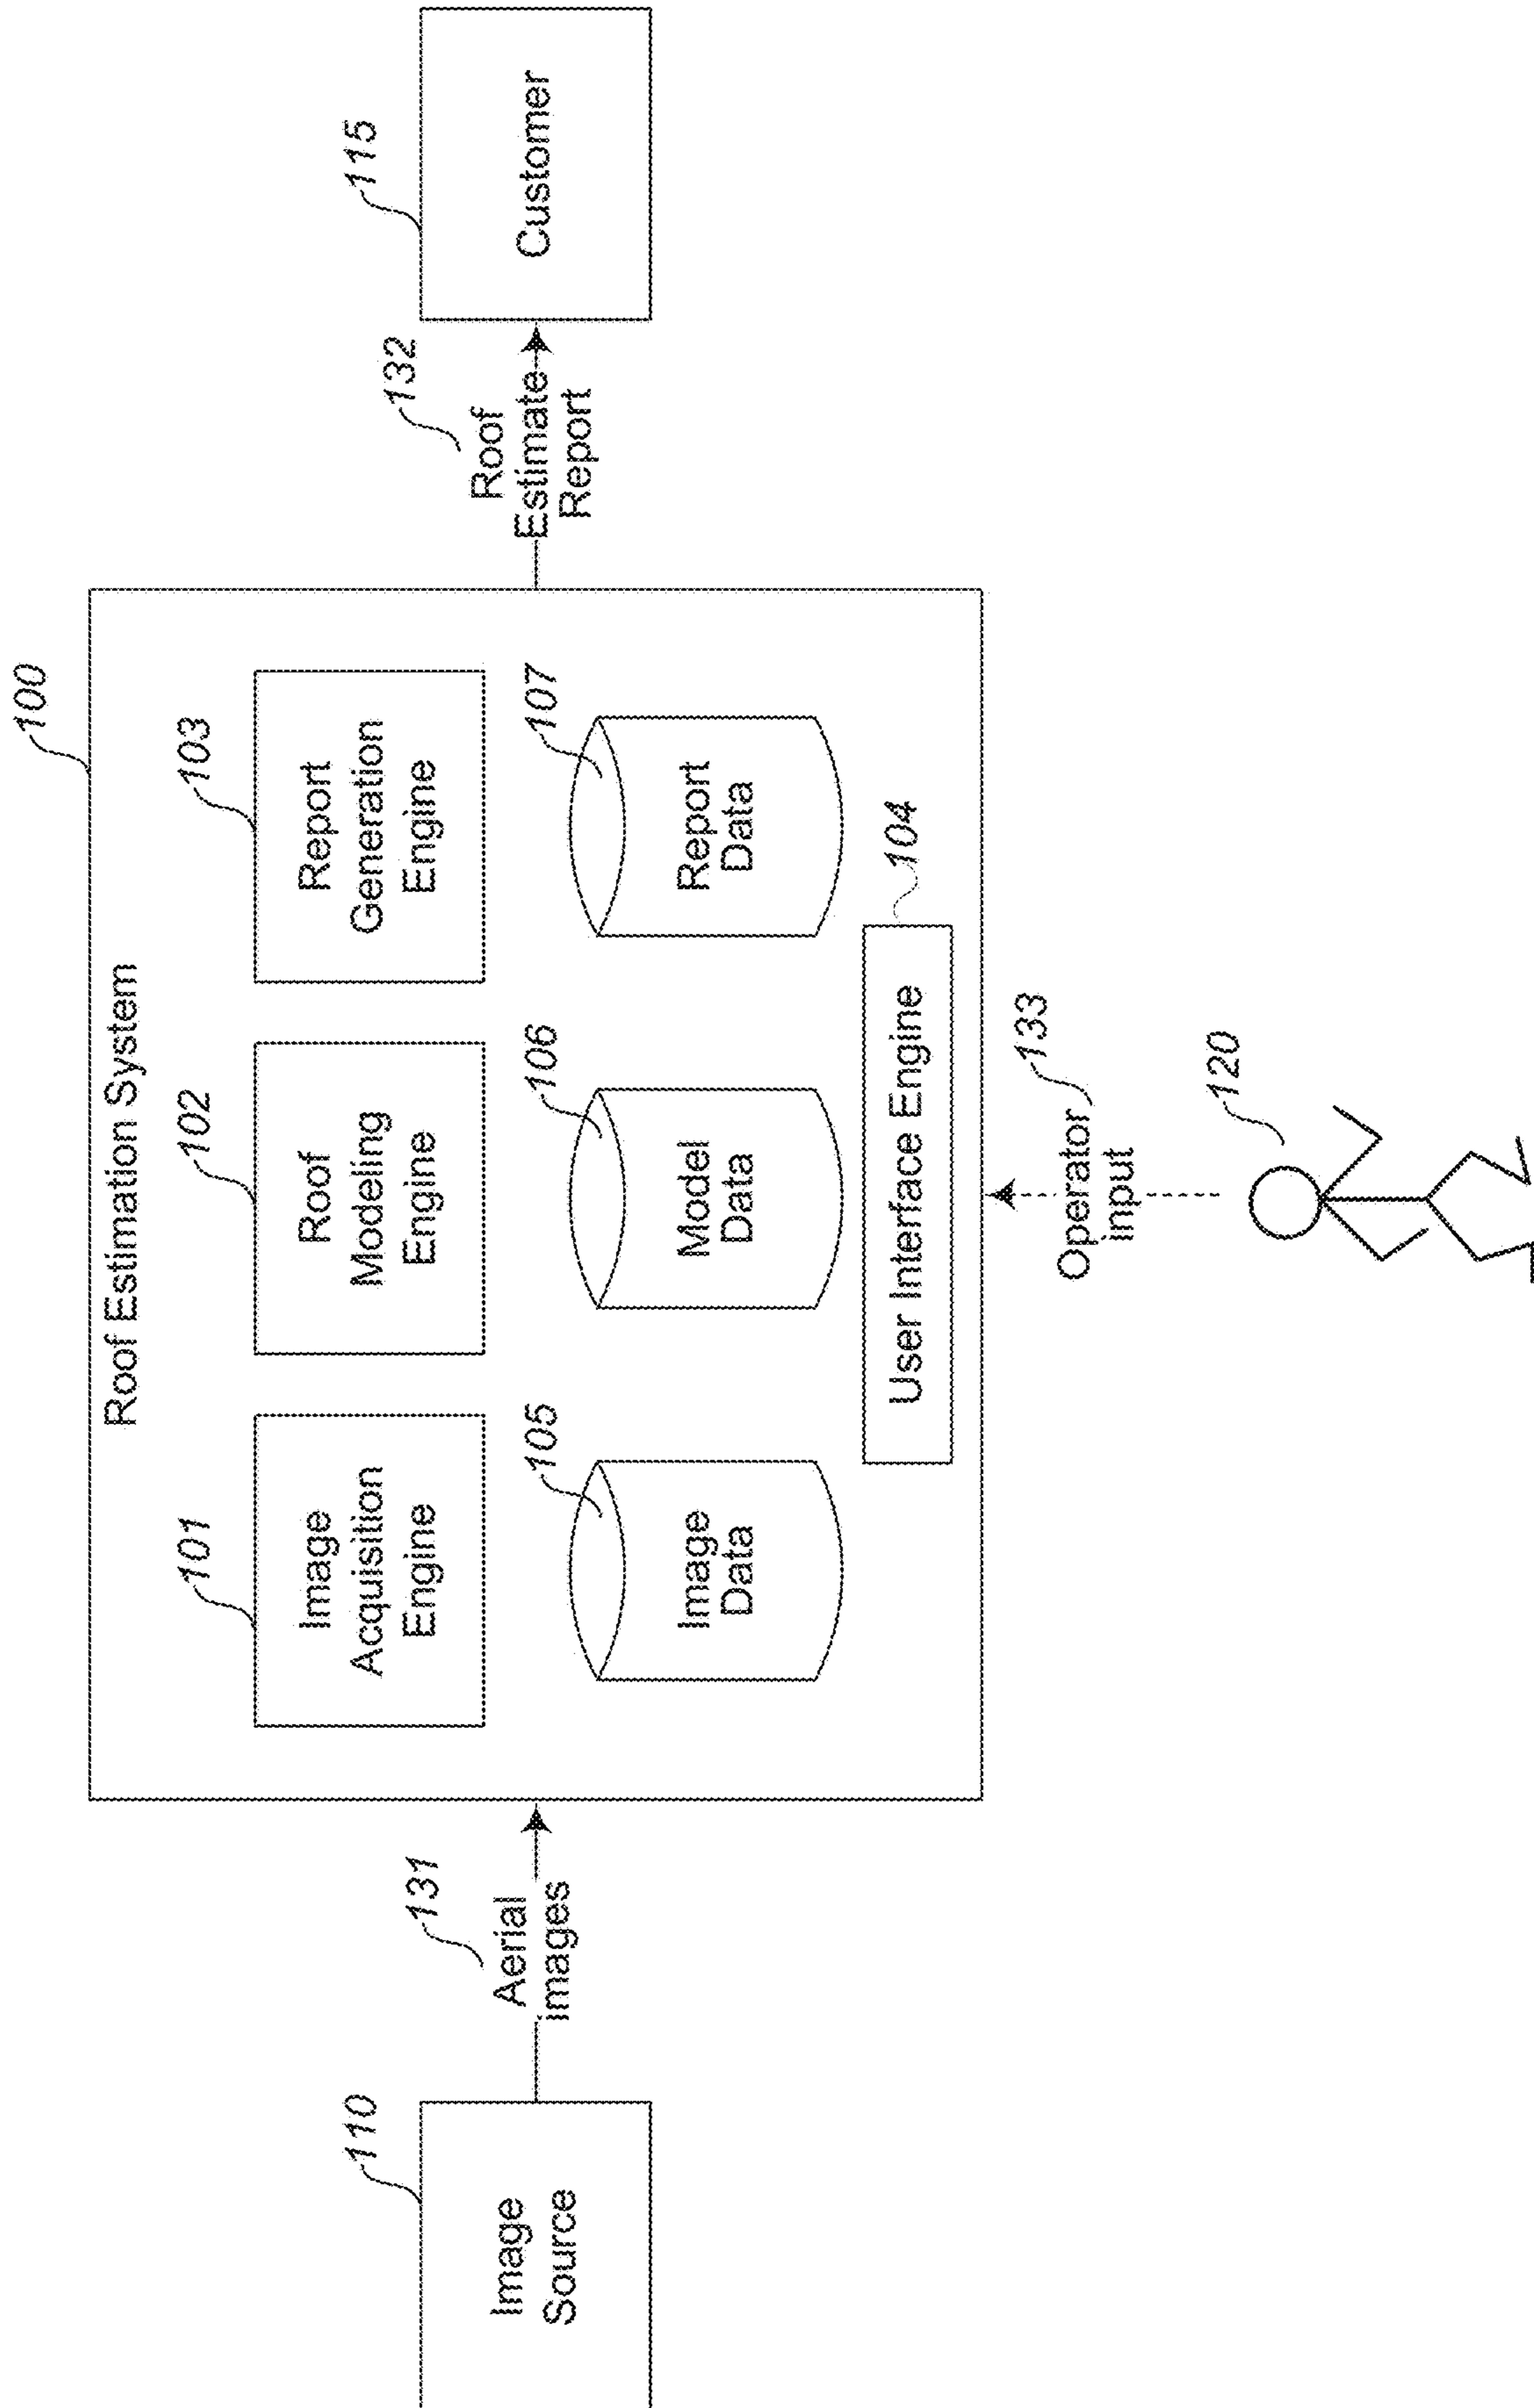 100
Roof Estimation System
101
Image
Acquisition
Engine
102
Roof
Modeling
Engine
103
Report
Generation
Engine
110
Image
Source
131
Aerial
images
105
Image
Data
106
Model
Data
107
Report
Data
132
Roof
Estimate
Report
115
Customer
User Interface Engine
104
Operator
input
133
120